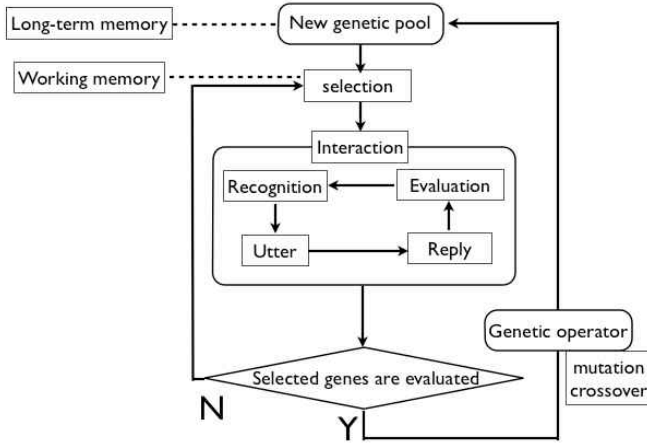 Long-term memory
New genetic pool
Working memory
selection
Interaction
Recognition
Evaluation
Utter
Reply
Genetic operator
mutation
crossover
Selected genes are evaluated
N
Y